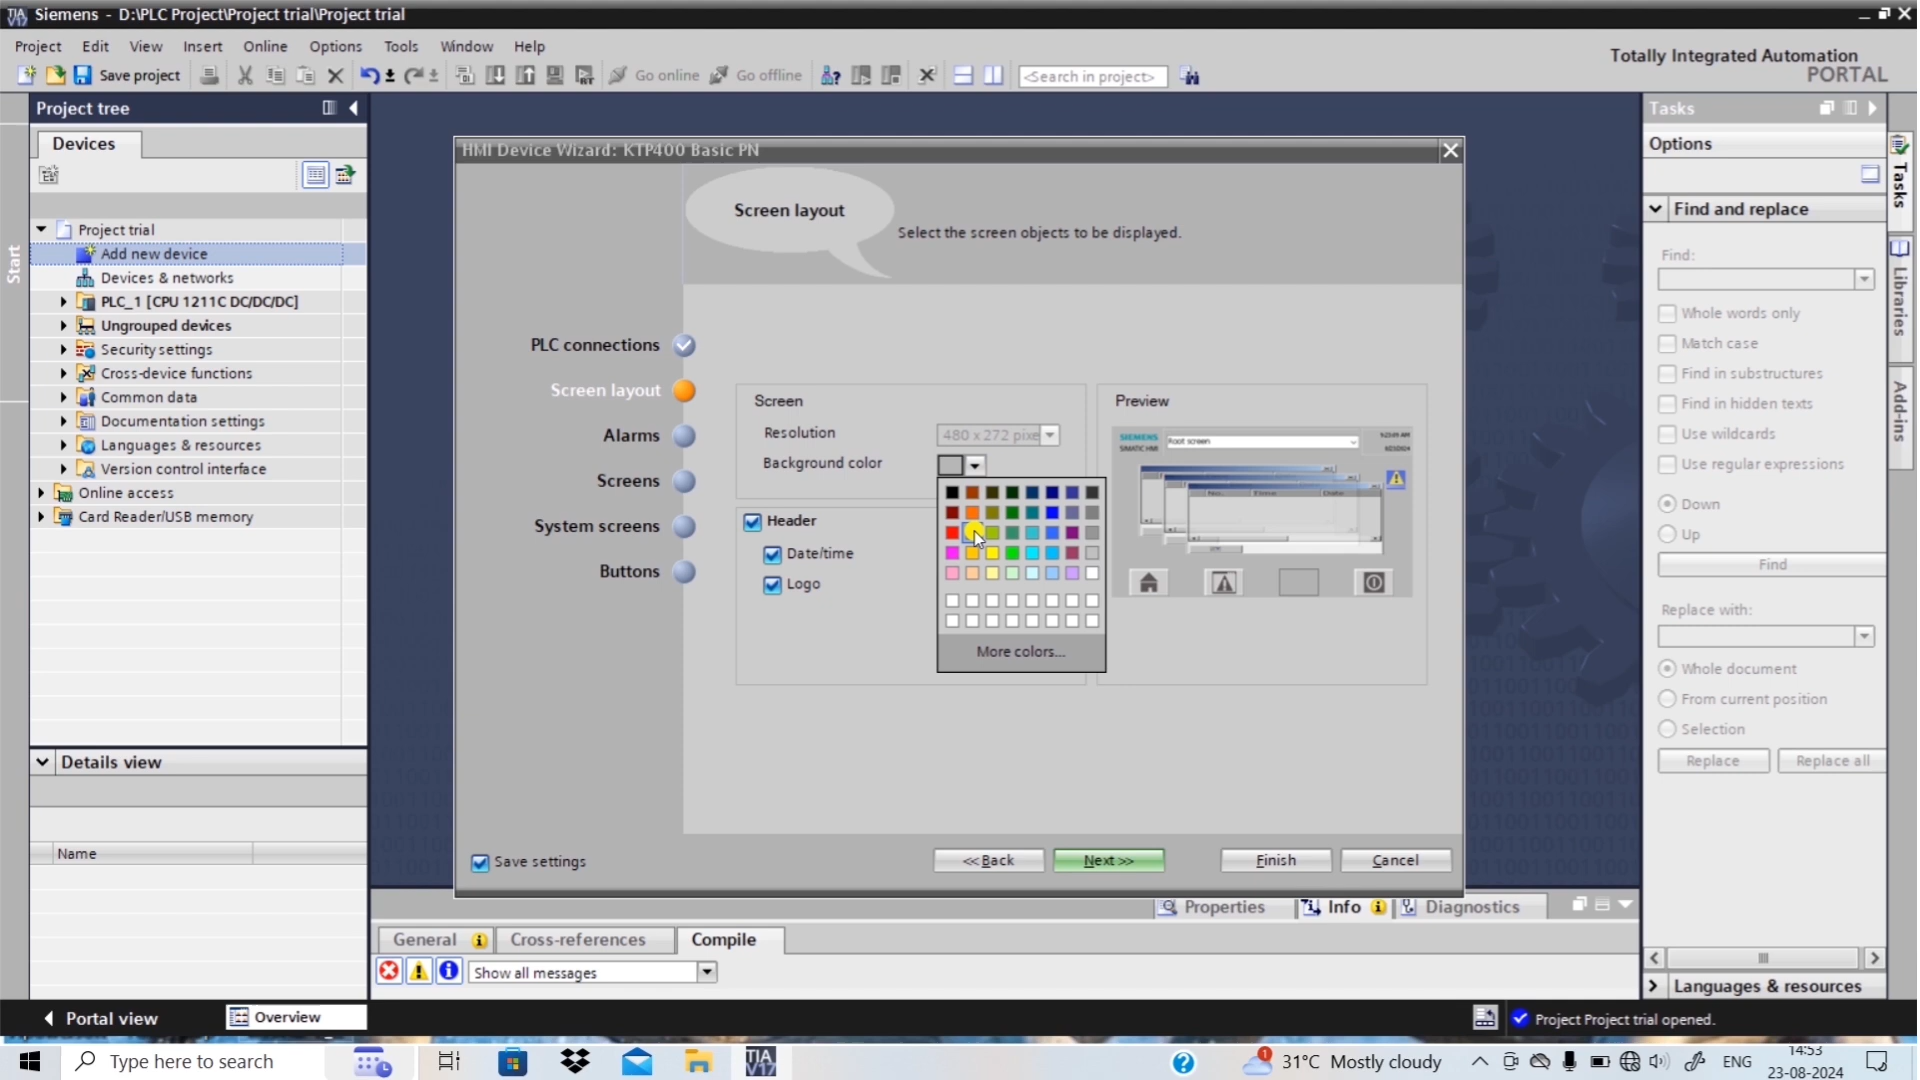 Siemens - D:\PLC Project\Project trial\Project trial
Project Edit View Insert Online Options Tools Window Help
Totally Integrated Automation
PORTAL
Save project
Go online
Go offline
<Search in project>
Project tree
Devices
Start
Project trial
Add new device
Devices & networks
PLC_1 [CPU 1211C DC/DC/DC]
Ungrouped devices
Security settings
Cross-device functions
Common data
Documentation settings
Languages & resources
Version control interface
Online access
Card Reader/USB memory
Details view
Name
HMI Device Wizard: KTP400 Basic PN
Screen layout
Select the screen objects to be displayed.
PLC connections
Screen layout
Alarms
Screens
System screens
Buttons
Screen
Resolution
480 x 272 pixe
Background color
Header
Date/time
Logo
More colors...
Preview
SIEMENS
SIMATIC HMI
Root screen
Save settings
<<Back
Next>>
Finish
Cancel
Properties
Info
Diagnostics
General
Cross-references
Compile
Show all messages
Tasks
Options
Find and replace
Find:
Whole words only
Match case
Find in substructures
Find in hidden texts
Use wildcards
Use regular expressions
Down
Up
Find
Replace with:
Whole document
From current position
Selection
Replace
Replace all
Languages & resources
Tasks
Libraries
Add-ins
Portal view
Overview
Project Project trial opened.
Type here to search
TIA V17
1
31°C Mostly cloudy
ENG
14:53
23-08-2024